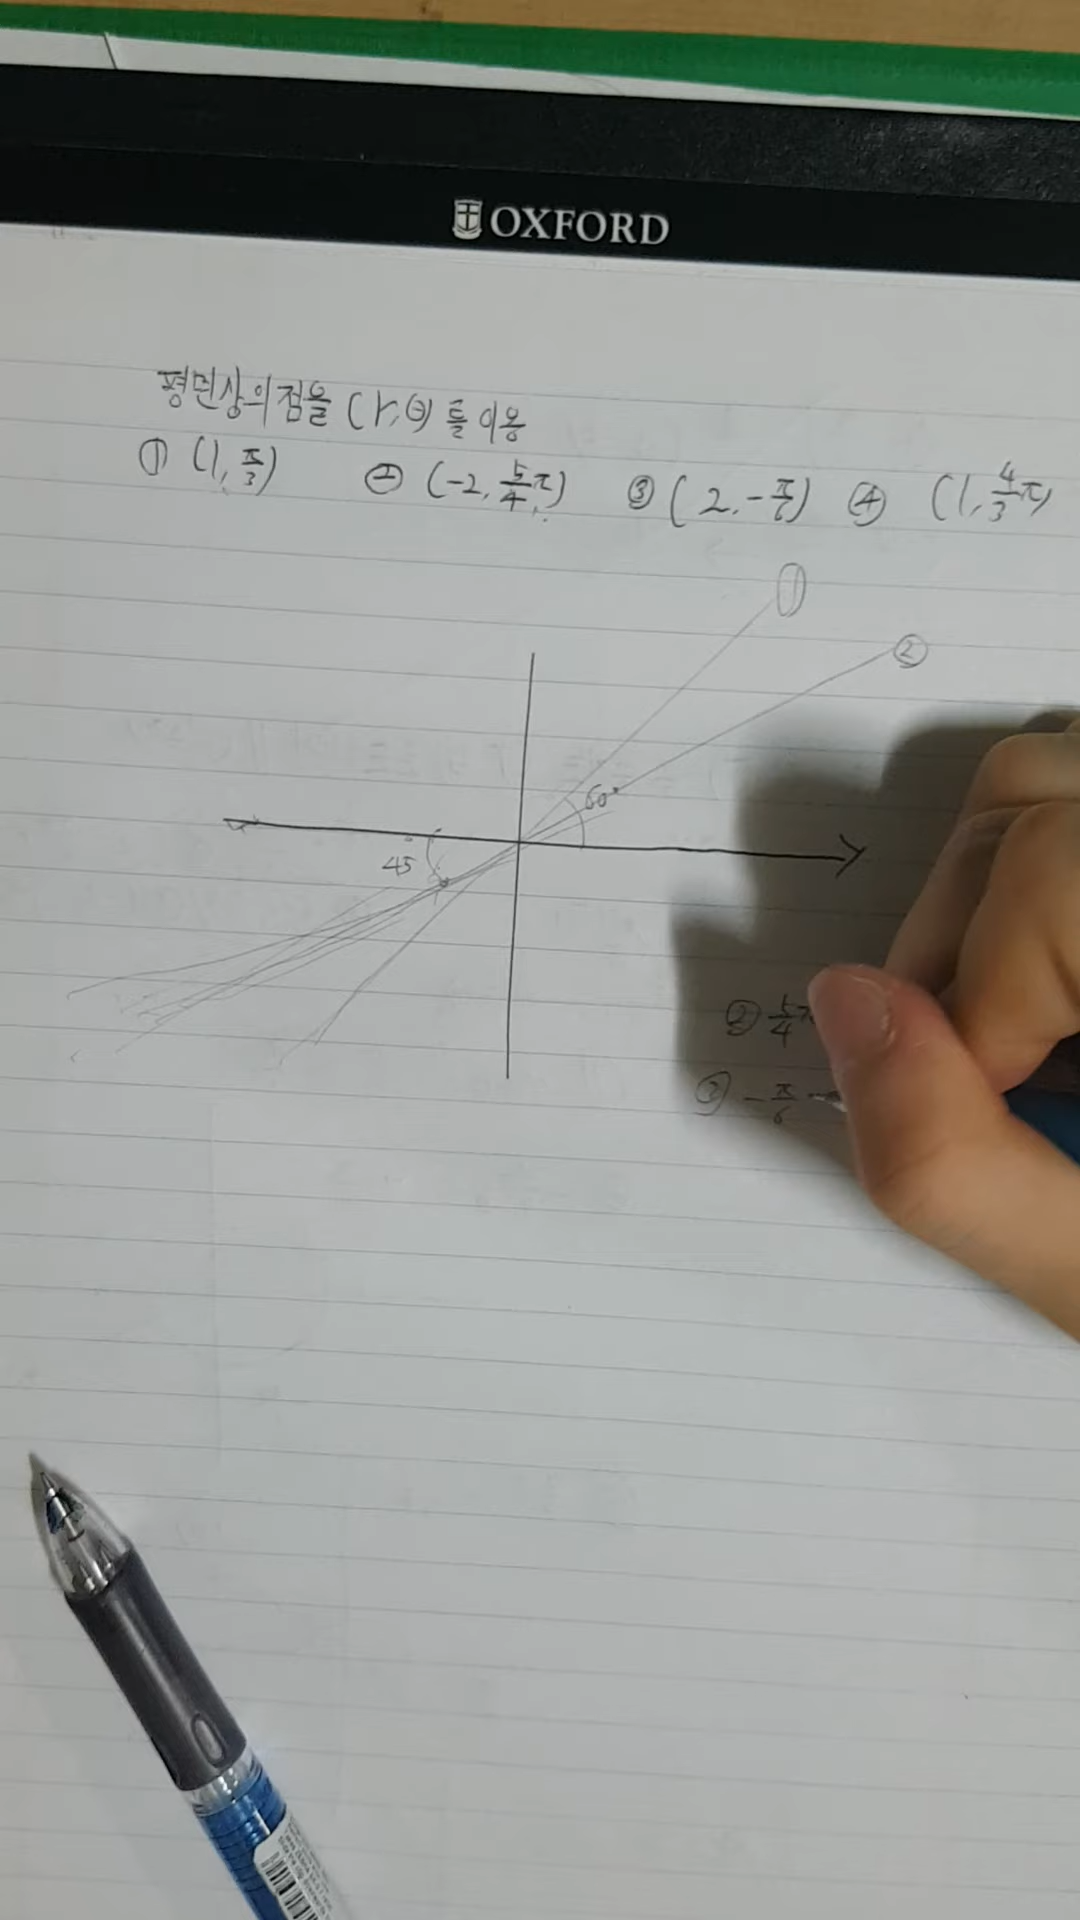 OXFORD
평면상의 점을 (r, θ) 를 이용
① (1, π/3) ② (-2, 5/4π) ③ (2, -π/6) ④ (1, 4/3π)
①
②
60°
45
② 5/4
③ -π/6